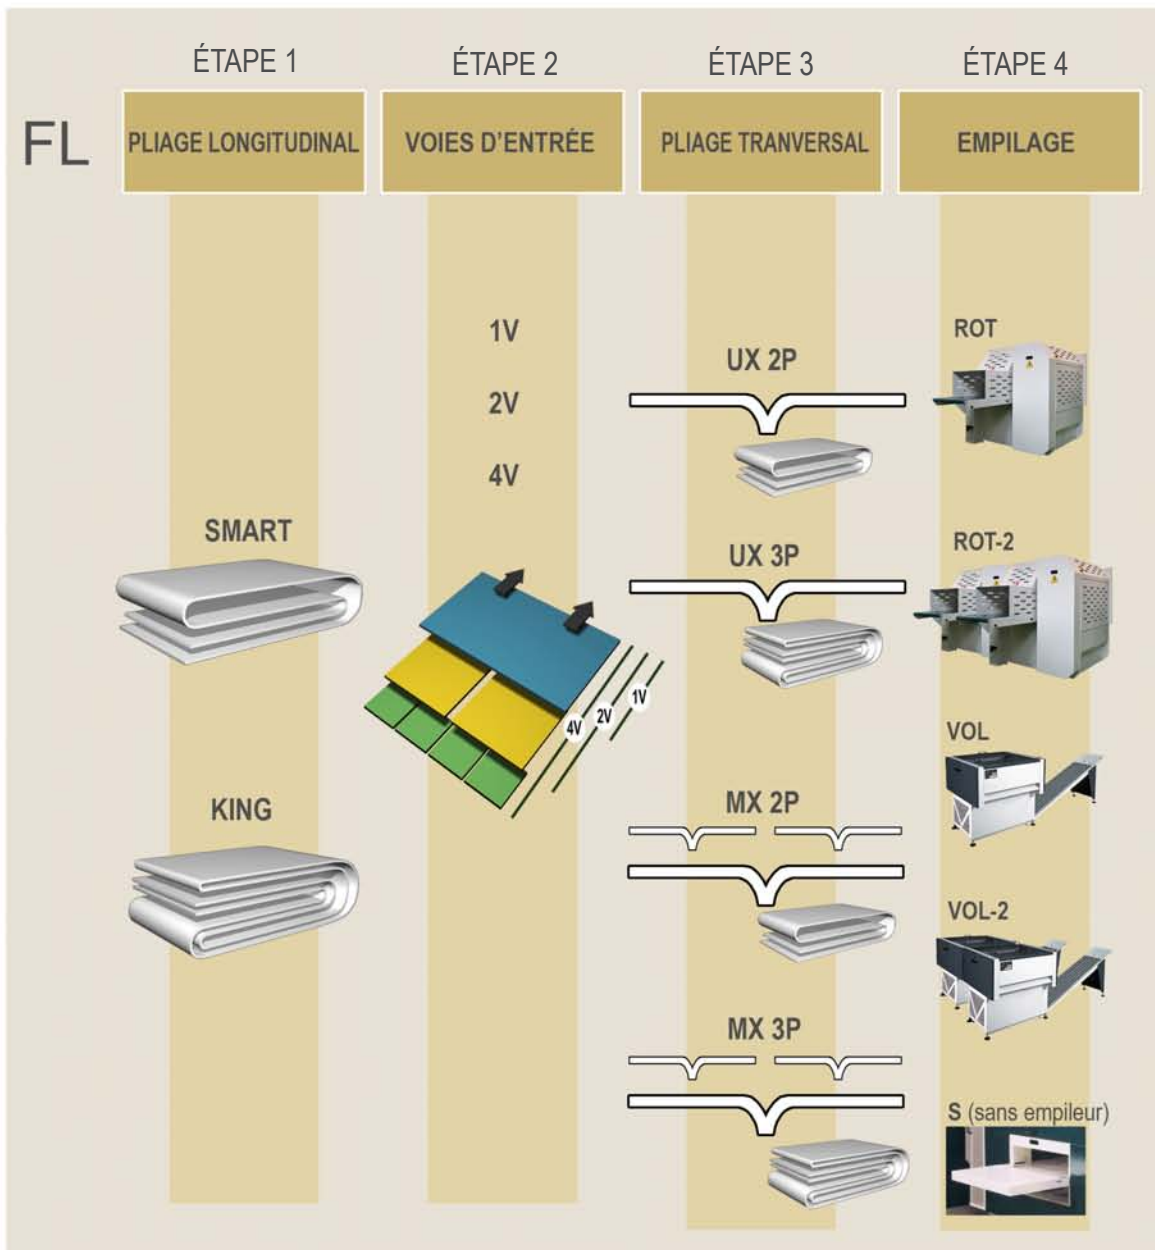 ÉTAPE 1
ÉTAPE 2
ÉTAPE 3
ÉTAPE 4
FL
PLIAGE LONGITUDINAL
VOIES D'ENTRÉE
PLIAGE TRANVERSAL
EMPILAGE
SMART
KING
1V
2V
4V
4V
2V
1V
UX 2P
UX 3P
MX 2P
MX 3P
ROT
ROT-2
VOL
VOL-2
S (sans empileur)